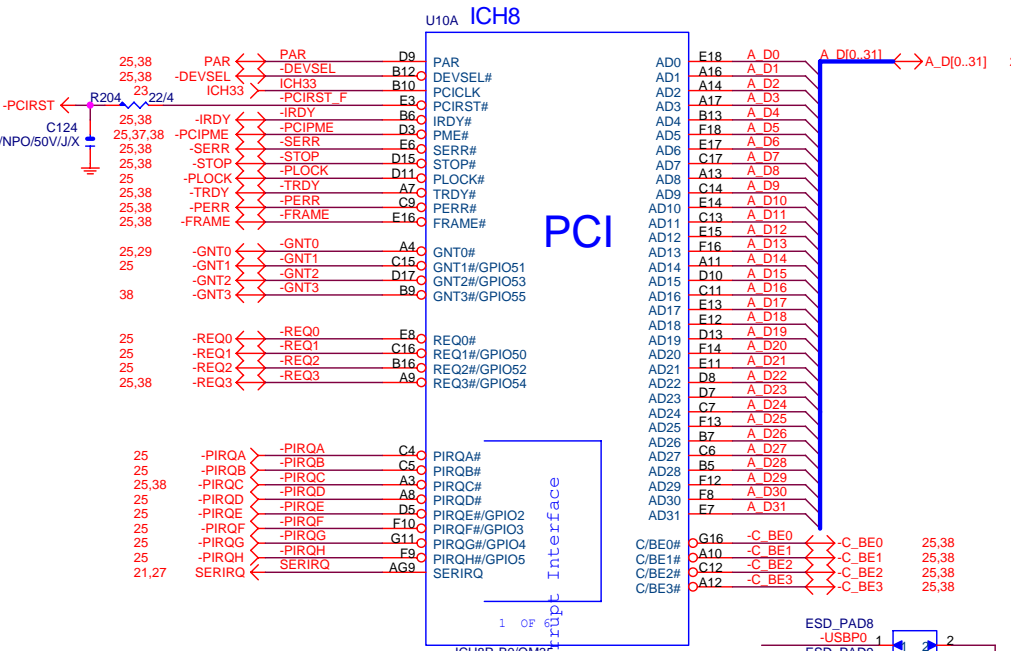 U10A ICH8
25,38 PAR PAR D9 PAR AD0 E18 A_D0 A_D[0..31] A_D[0..31]
25,38 -DEVSEL -DEVSEL B12 DEVSEL# AD1 A16 A_D1
23 ICH33 ICH33 B10 PCICLK AD2 A14 A_D2
-PCIRST R204 22/4 -PCIRST_F E3 PCIRST# AD3 A17 A_D3
25,38 -IRDY -IRDY B6 IRDY# AD4 B13 A_D4
C124 25,37,38 -PCIPME -PCIPME D3 PME# AD5 F18 A_D5
/NPO/50V/J/X 25,38 -SERR -SERR E6 SERR# AD6 E17 A_D6
25,38 -STOP -STOP D15 STOP# AD7 C17 A_D7
25 -PLOCK -PLOCK D11 PLOCK# AD8 A13 A_D8
25,38 -TRDY -TRDY A7 TRDY# AD9 C14 A_D9
25,38 -PERR -PERR C9 PERR# AD10 E14 A_D10
25,38 -FRAME -FRAME E16 FRAME# AD11 C13 A_D11
PCI
AD12 E15 A_D12
25,29 -GNT0 -GNT0 A4 GNT0# AD13 F16 A_D13
25 -GNT1 -GNT1 C15 GNT1#/GPIO51 AD14 A11 A_D14
-GNT2 -GNT2 D17 GNT2#/GPIO53 AD15 D10 A_D15
38 -GNT3 -GNT3 B9 GNT3#/GPIO55 AD16 C11 A_D16
AD17 E13 A_D17
AD18 E12 A_D18
25 -REQ0 -REQ0 E8 REQ0# AD19 D13 A_D19
25 -REQ1 -REQ1 C16 REQ1#/GPIO50 AD20 F14 A_D20
25 -REQ2 -REQ2 B16 REQ2#/GPIO52 AD21 E11 A_D21
25,38 -REQ3 -REQ3 A9 REQ3#/GPIO54 AD22 D8 A_D22
AD23 D7 A_D23
AD24 C7 A_D24
AD25 F13 A_D25
AD26 B7 A_D26
25 -PIRQA -PIRQA C4 PIRQA# AD27 C6 A_D27
25 -PIRQB -PIRQB C5 PIRQB# AD28 B5 A_D28
25,38 -PIRQC -PIRQC A3 PIRQC# AD29 F12 A_D29
25 -PIRQD -PIRQD A8 PIRQD# AD30 F8 A_D30
25 -PIRQE -PIRQE D5 PIRQE#/GPIO2 AD31 E7 A_D31
25 -PIRQF -PIRQF F10 PIRQF#/GPIO3
25 -PIRQG -PIRQG G11 PIRQG#/GPIO4 C/BE0# G16 -C_BE0 -C_BE0 25,38
25 -PIRQH -PIRQH F9 PIRQH#/GPIO5 C/BE1# A10 -C_BE1 -C_BE1 25,38
21,27 SERIRQ SERIRQ AG9 SERIRQ C/BE2# C12 -C_BE2 -C_BE2 25,38
C/BE3# A12 -C_BE3 -C_BE3 25,38
rrupt Interface
1 OF 6
ESD_PAD8
-USBP0 1 1 2 2